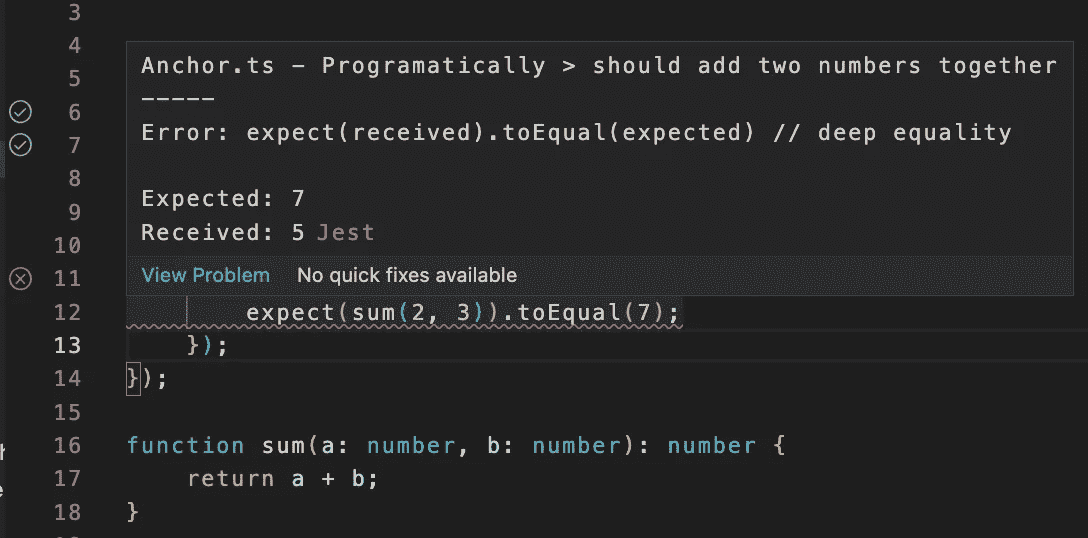 3
4
Anchor.ts – Programatically > should add two numbers together
5
-----
6
Error: expect(received).toEqual(expected) // deep equality
7
8
Expected: 7
9
Received: 5 Jest
10
View Problem No quick fixes available
11
12 expect(sum(2, 3)).toEqual(7);
13 });
14 });
15
16 function sum(a: number, b: number): number {
17 return a + b;
18 }